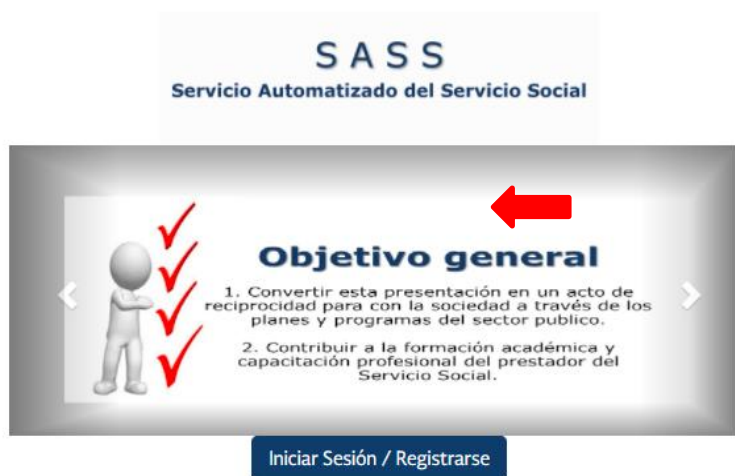 S A S S
Servicio Automatizado del Servicio Social
Objetivo general
1. Convertir esta presentación en un acto de
reciprocidad para con la sociedad a través de los
planes y programas del sector publico.
2. Contribuir a la formación académica y
capacitación profesional del prestador del
Servicio Social.
Iniciar Sesión / Registrarse